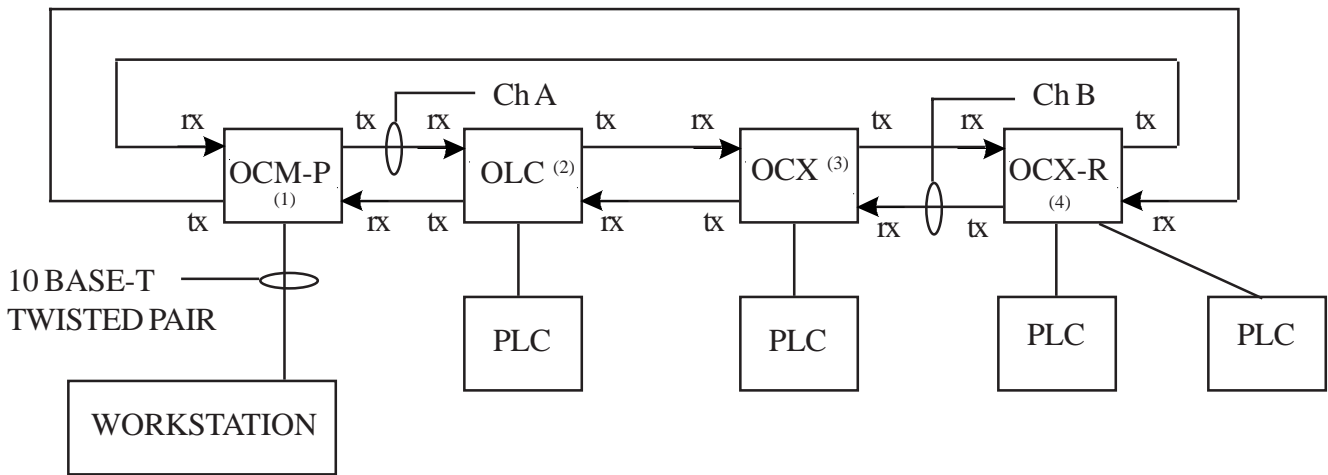 Ch A
Ch B
rx tx rx tx rx tx rx tx
OCM-P (1)
OLC (2)
OCX (3)
OCX-R (4)
tx rx tx rx tx rx tx rx
10 BASE-T
TWISTED PAIR
PLC
PLC
PLC
PLC
WORKSTATION